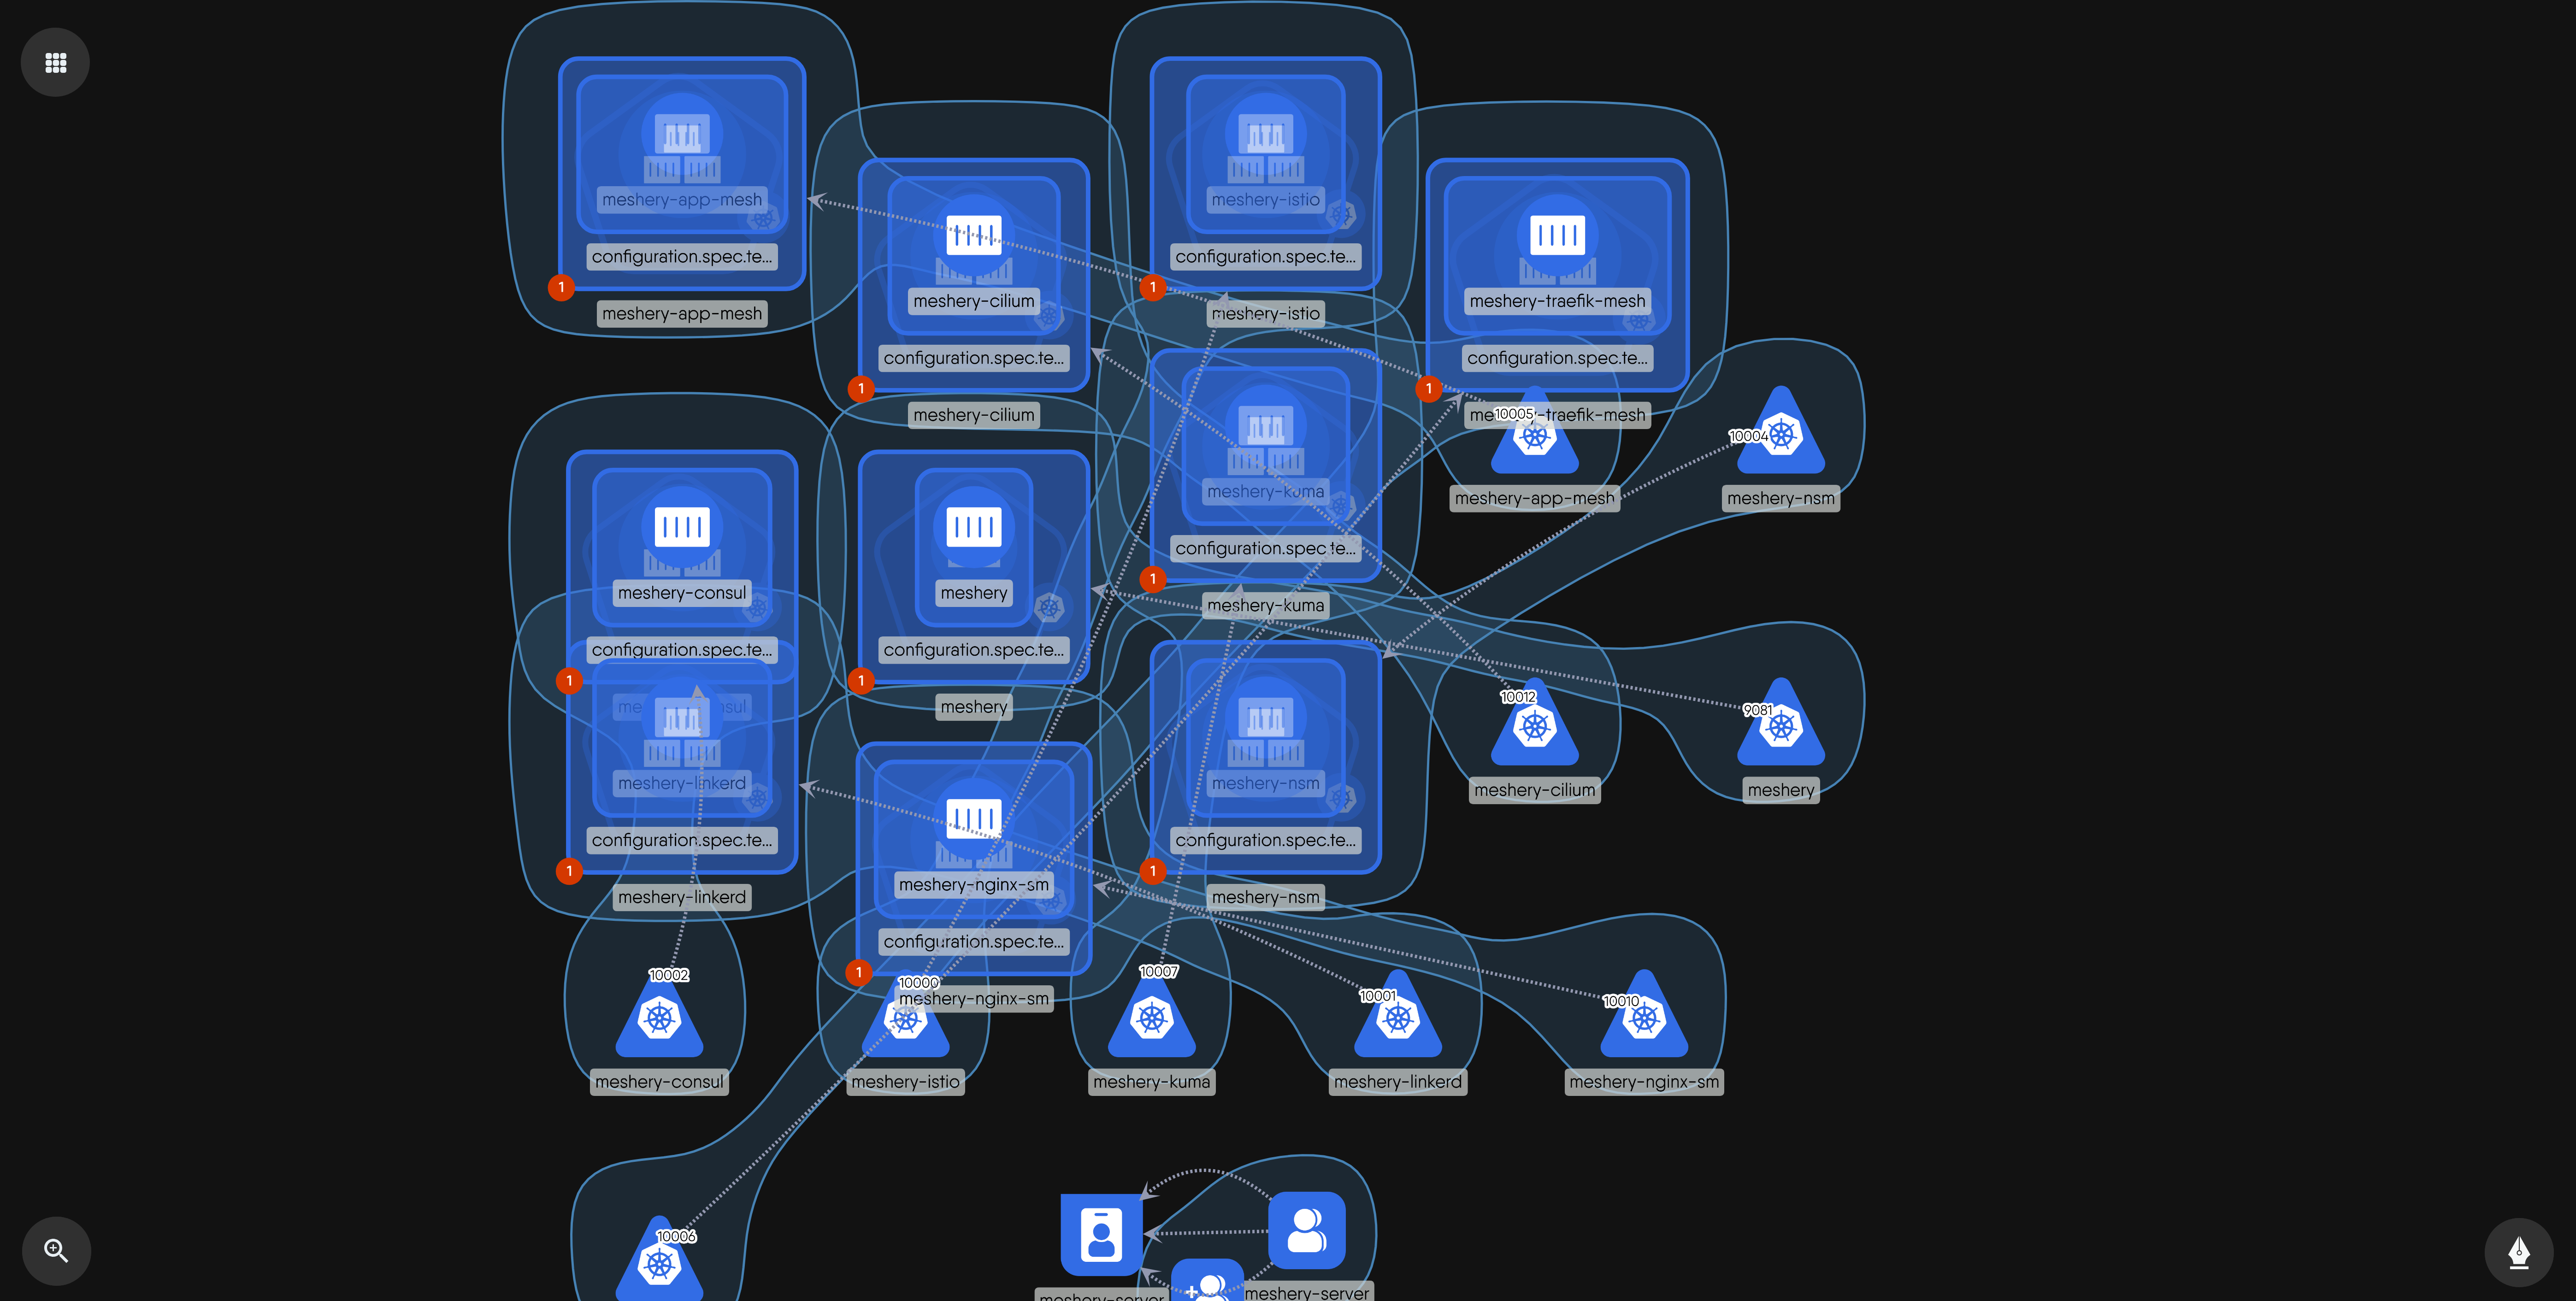 meshery-app-mesh
configuration.spec.te...
1
meshery-app-mesh
meshery-cilium
configuration.spec.te...
1
meshery-cilium
meshery-istio
configuration.spec.te...
1
meshery-istio
meshery-traefik-mesh
configuration.spec.te...
1
10005
meshery-app-mesh
10004
meshery-nsm
meshery-consul
configuration.spec.te...
1
meshery
configuration.spec.te...
1
meshery
meshery-kuma
configuration.spec.te...
1
meshery-kuma
meshery-linkerd
configuration.spec.te...
1
meshery-linkerd
meshery-nginx-sm
configuration.spec.te...
1
meshery-nginx-sm
meshery-nsm
configuration.spec.te...
1
meshery-nsm
10012
meshery-cilium
9081
meshery
10002
meshery-consul
10000
meshery-istio
10007
meshery-kuma
10001
meshery-linkerd
10010
meshery-nginx-sm
10006
meshery-server
meshery-server